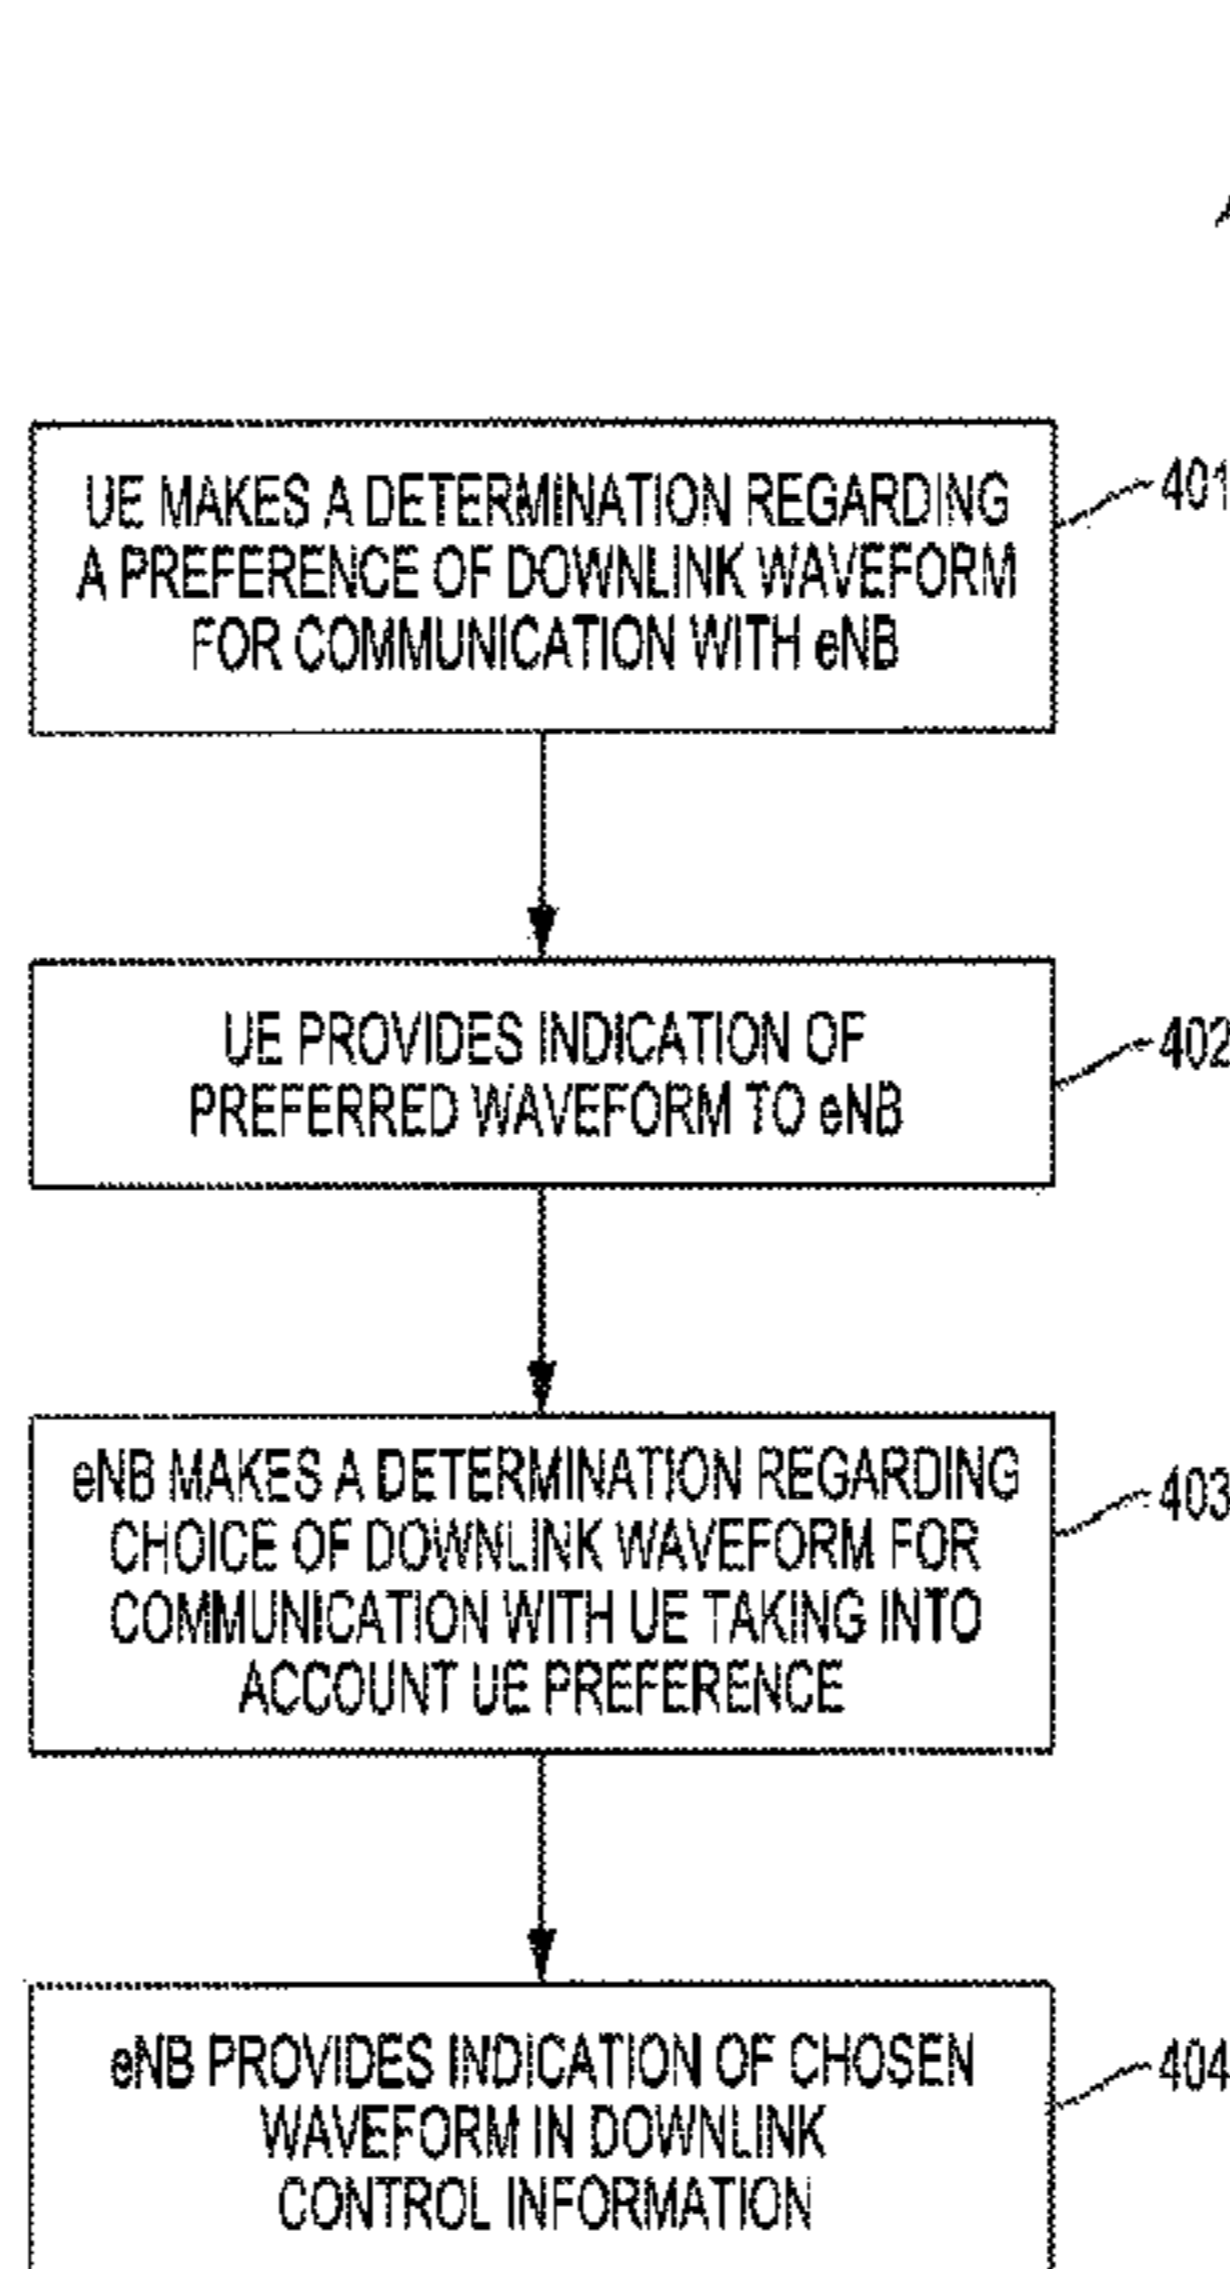 UE MAKES A DETERMINATION REGARDING
A PREFERENCE OF DOWNLINK WAVEFORM
FOR COMMUNICATION WITH eNB
401
UE PROVIDES INDICATION OF
PREFERRED WAVEFORM TO eNB
402
eNB MAKES A DETERMINATION REGARDING
CHOICE OF DOWNLINK WAVEFORM FOR
COMMUNICATION WITH UE TAKING INTO
ACCOUNT UE PREFERENCE
403
eNB PROVIDES INDICATION OF CHOSEN
WAVEFORM IN DOWNLINK
CONTROL INFORMATION
404